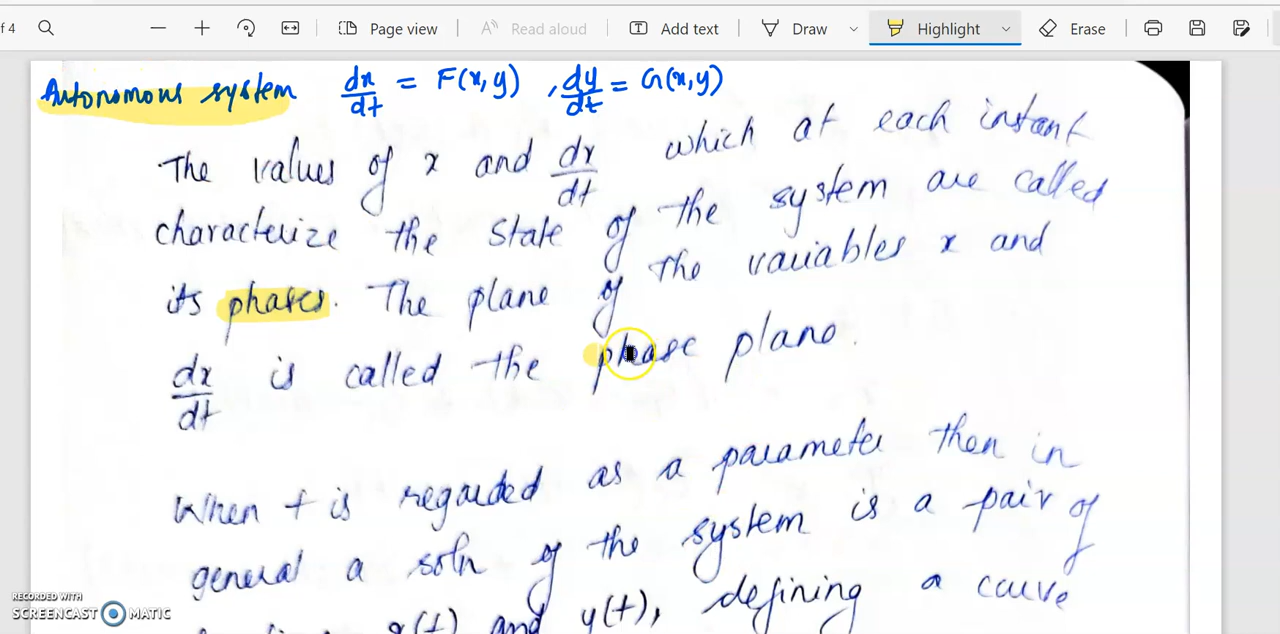 of 4
Page view
Read aloud
Add text
Draw
Highlight
Erase
Autonomous system dx/dt = F(x,y) , dy/dt = G(x,y)
The values of x and dx/dt which at each instant
characterize the state of the system are called
its phases. The plane of the variables x and
dx/dt is called the phase plane.
When t is regarded as a parameter then in
general a soln of the system is a pair of
x(t) and y(t), defining a curve
RECORDED WITH
SCREENCAST MATIC